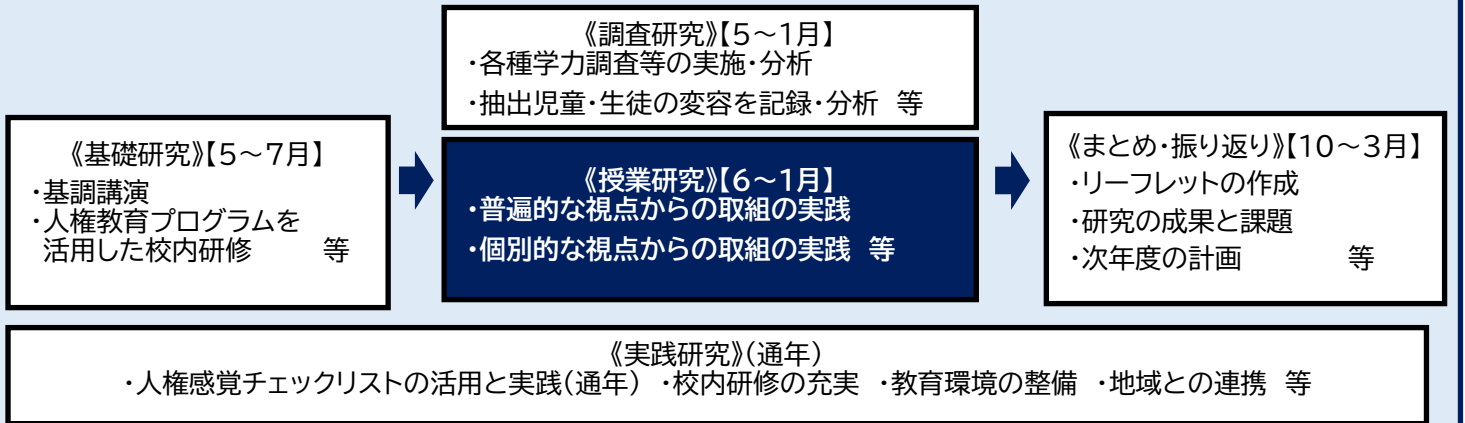 《調査研究》【5～1月】
・各種学力調査等の実施・分析
・抽出児童・生徒の変容を記録・分析　等
《基礎研究》【5～7月】
・基調講演
・人権教育プログラムを
活用した校内研修　　　等
《授業研究》【6～1月】
・普遍的な視点からの取組の実践
・個別的な視点からの取組の実践　等
《まとめ・振り返り》【10～3月】
・リーフレットの作成
・研究の成果と課題
・次年度の計画　　　　等
《実践研究》（通年）
・人権感覚チェックリストの活用と実践（通年）　・校内研修の充実　・教育環境の整備　・地域との連携　等